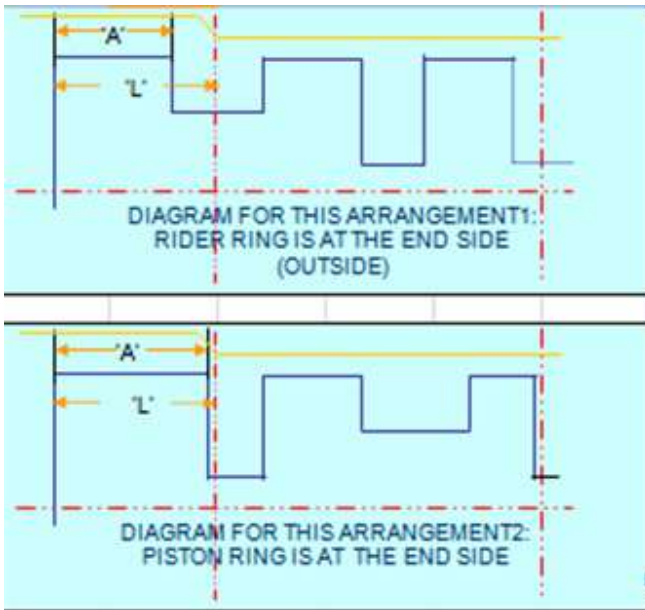 "A"
"L"
DIAGRAM FOR THIS ARRANGEMENT1:
RIDER RING IS AT THE END SIDE
(OUTSIDE)
"A"
"L"
DIAGRAM FOR THIS ARRANGEMENT2:
PISTON RING IS AT THE END SIDE